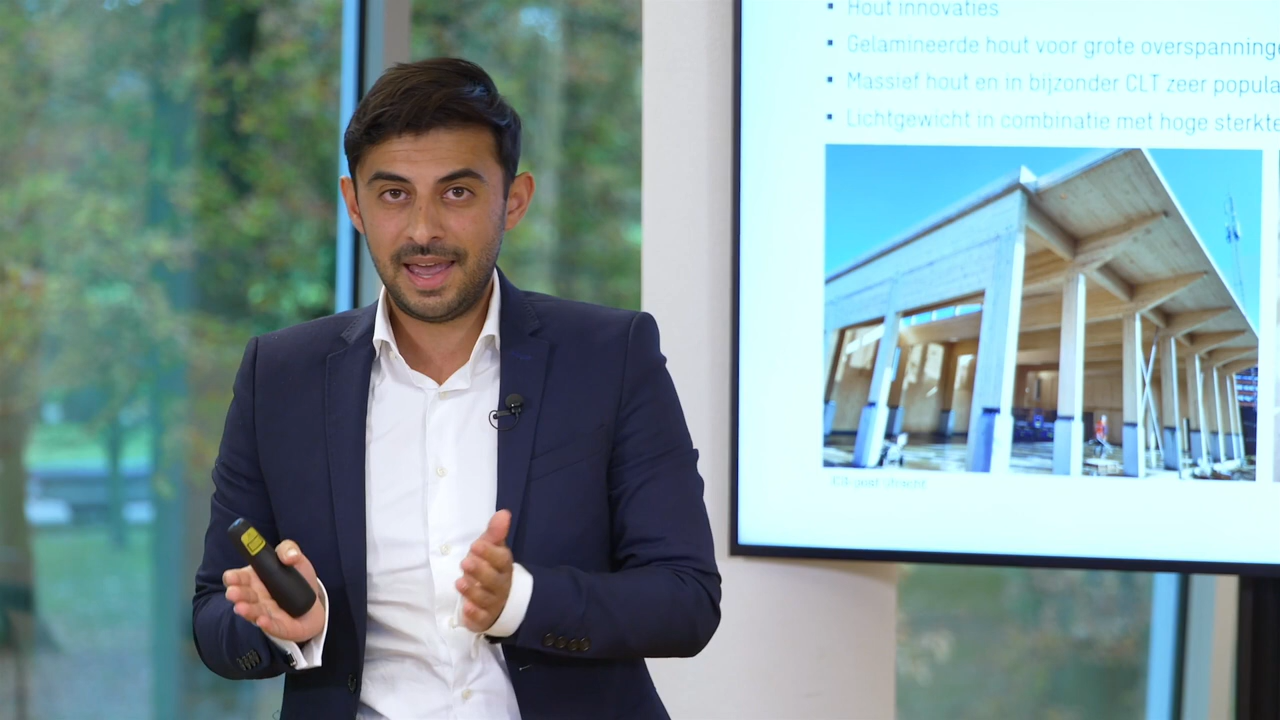 Hout innovaties
Gelamineerde hout voor grote overspanninge
Massief hout en in bijzonder CLT zeer popula
Lichtgewicht in combinatie met hoge sterkte